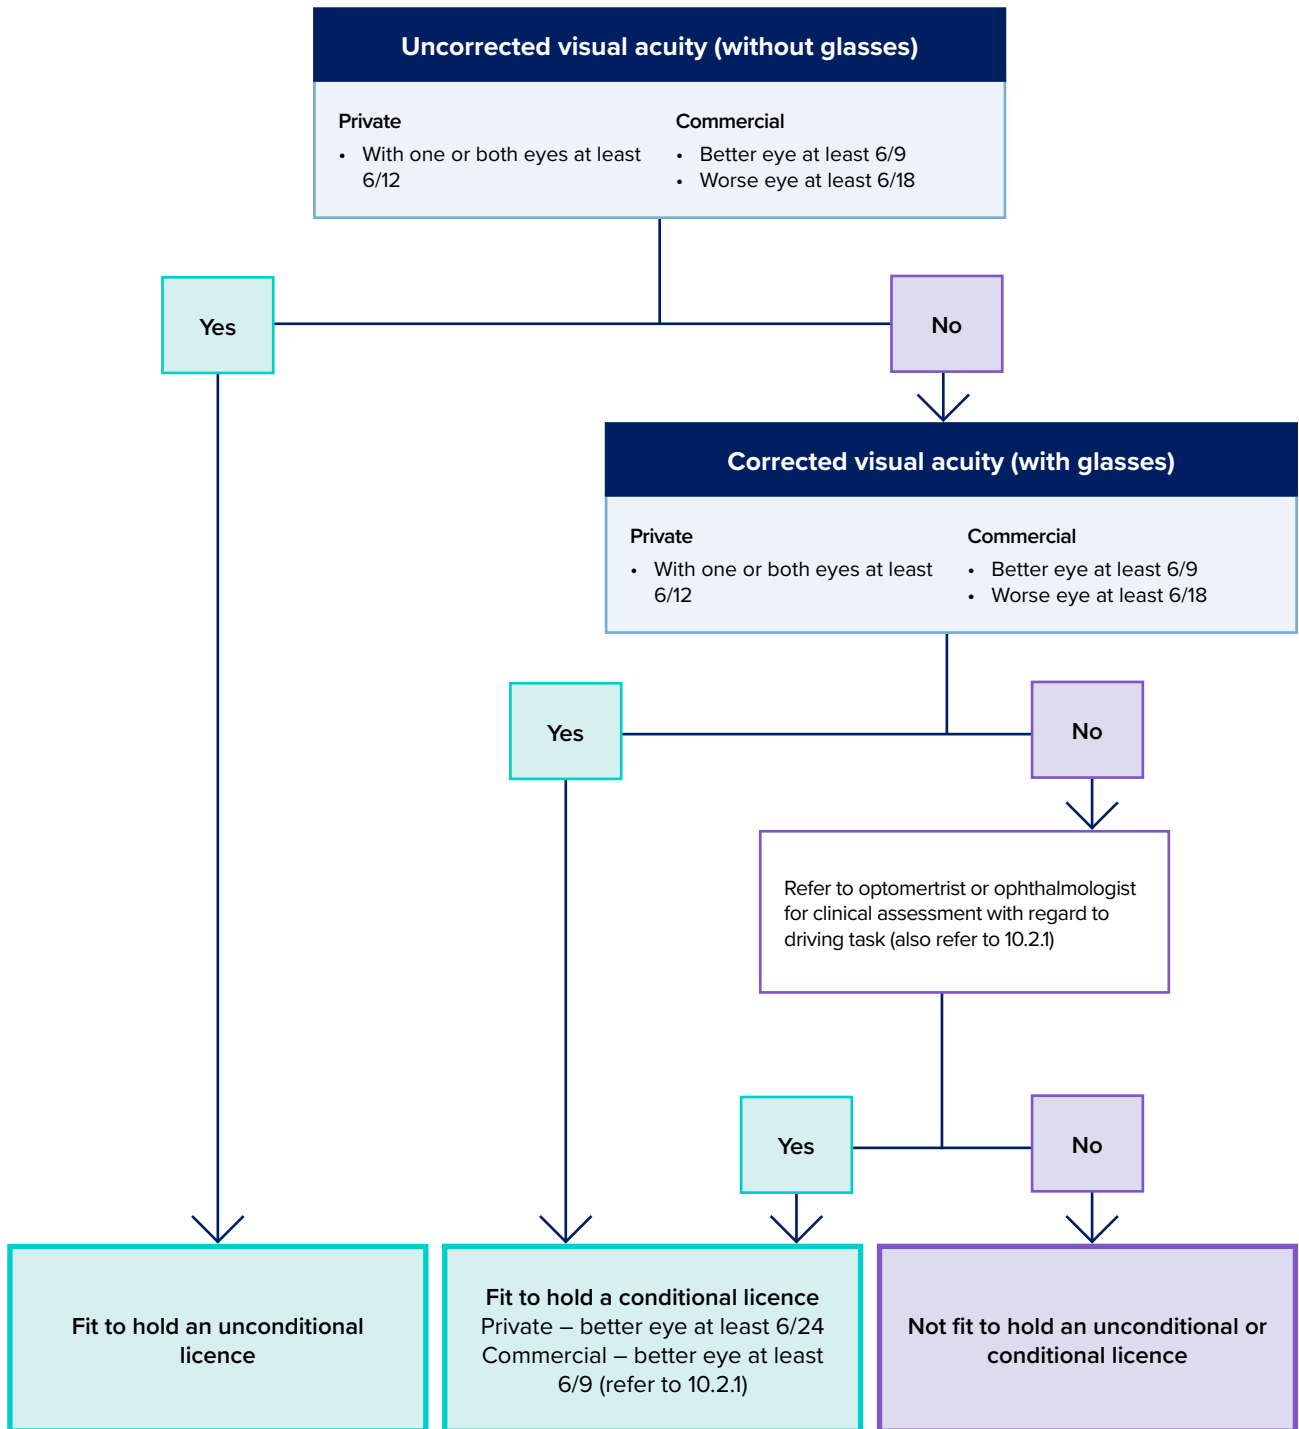 Uncorrected visual acuity (without glasses)
Private
• With one or both eyes at least
6/12
Commercial
• Better eye at least 6/9
• Worse eye at least 6/18
Yes
No
Corrected visual acuity (with glasses)
Private
• With one or both eyes at least
6/12
Commercial
• Better eye at least 6/9
• Worse eye at least 6/18
Yes
No
Refer to optomertrist or ophthalmologist
for clinical assessment with regard to
driving task (also refer to 10.2.1)
Yes
No
Fit to hold an unconditional
licence
Fit to hold a conditional licence
Private – better eye at least 6/24
Commercial – better eye at least
6/9 (refer to 10.2.1)
Not fit to hold an unconditional or
conditional licence